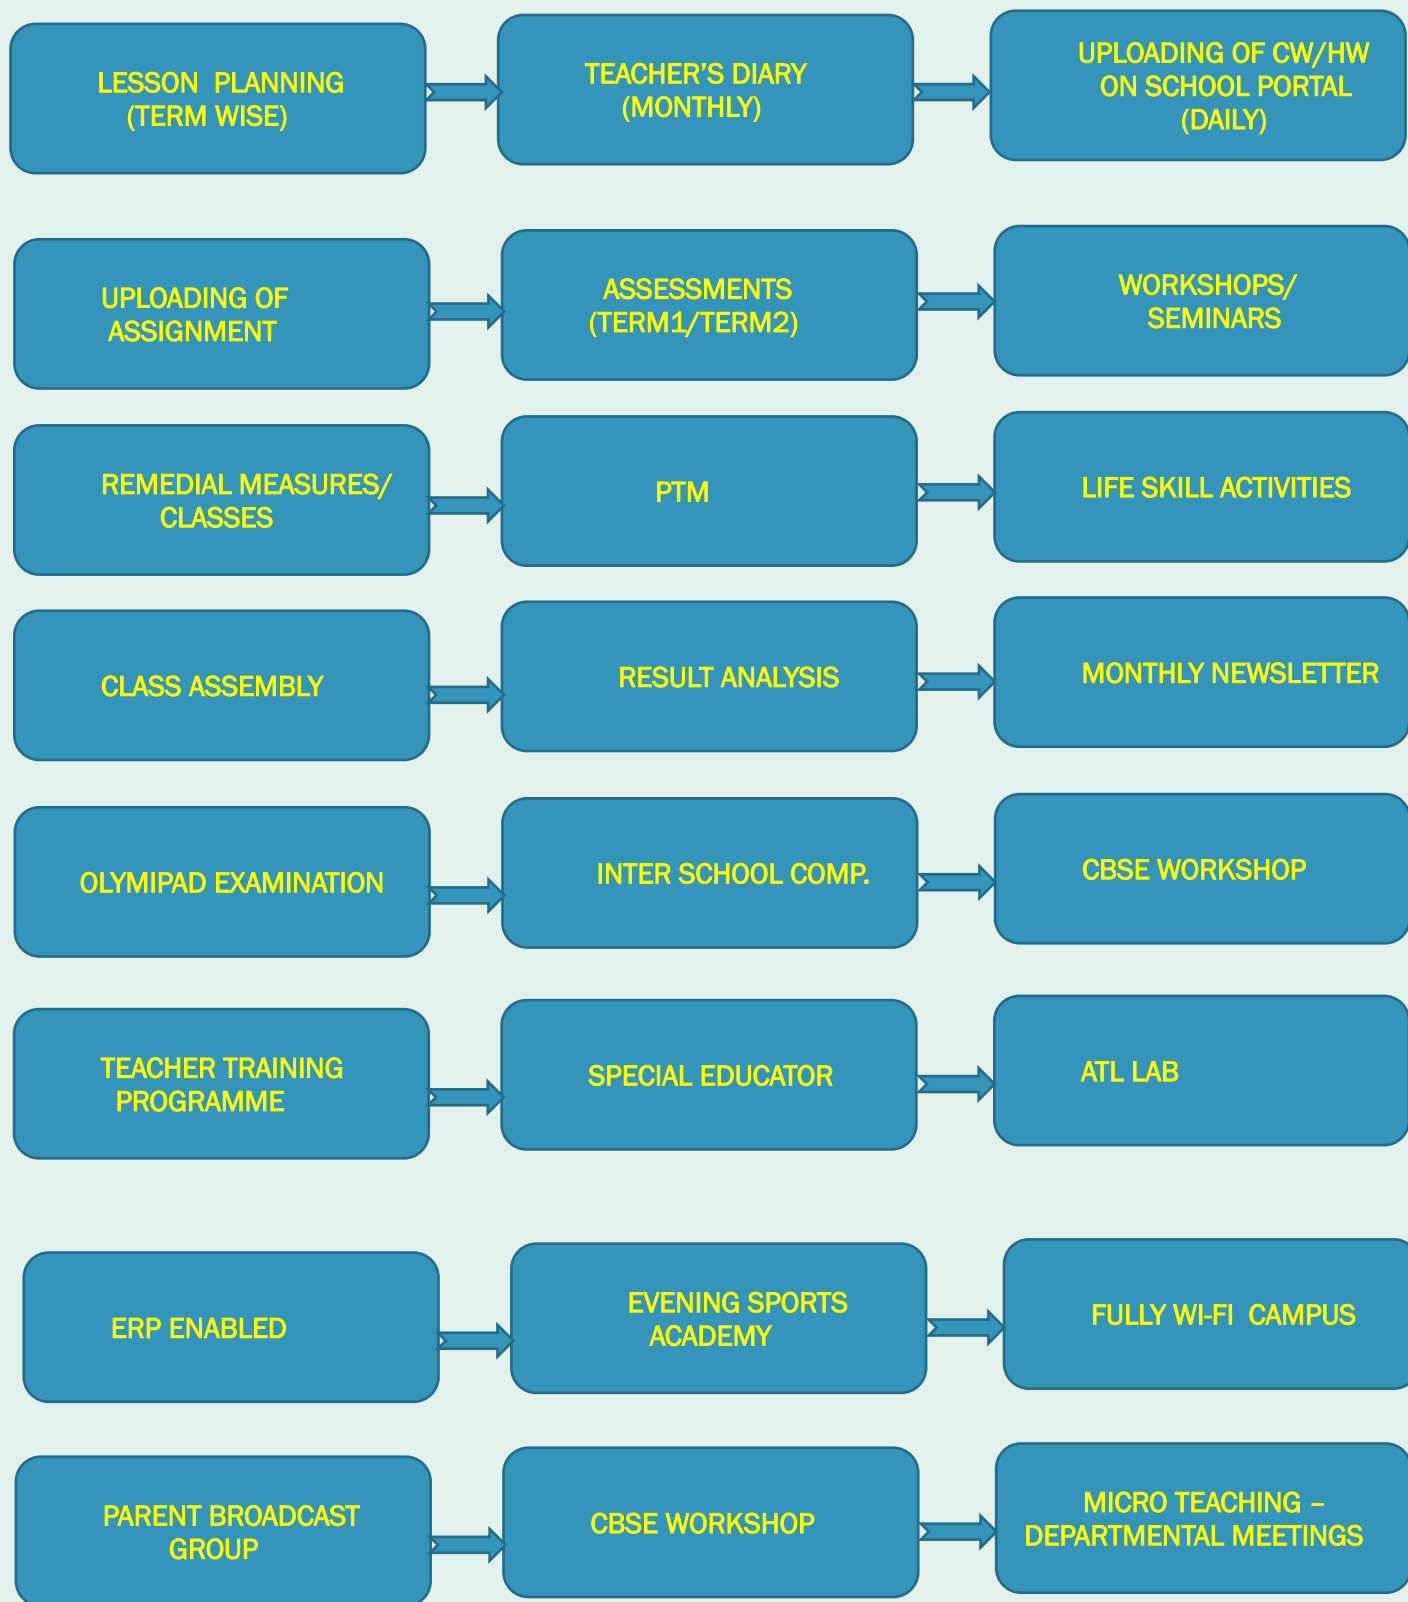 LESSON PLANNING
(TERM WISE)
TEACHER'S DIARY
(MONTHLY)
UPLOADING OF CW/HW
ON SCHOOL PORTAL
(DAILY)
UPLOADING OF
ASSIGNMENT
ASSESSMENTS
(TERM1/TERM2)
WORKSHOPS/
SEMINARS
REMEDIAL MEASURES/
CLASSES
PTM
LIFE SKILL ACTIVITIES
CLASS ASSEMBLY
RESULT ANALYSIS
MONTHLY NEWSLETTER
OLYMIPAD EXAMINATION
INTER SCHOOL COMP.
CBSE WORKSHOP
TEACHER TRAINING
PROGRAMME
SPECIAL EDUCATOR
ATL LAB
ERP ENABLED
EVENING SPORTS
ACADEMY
FULLY WI-FI CAMPUS
PARENT BROADCAST
GROUP
CBSE WORKSHOP
MICRO TEACHING –
DEPARTMENTAL MEETINGS